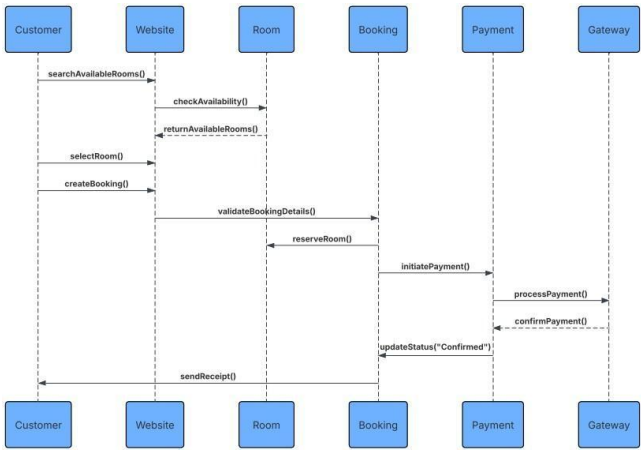 Customer Website Room Booking Payment Gateway
searchAvailableRooms()
checkAvailability()
returnAvailableRooms()
selectRoom()
createBooking()
validateBookingDetails()
reserveRoom()
initiatePayment()
processPayment()
confirmPayment()
updateStatus("Confirmed")
sendReceipt()
Customer Website Room Booking Payment Gateway